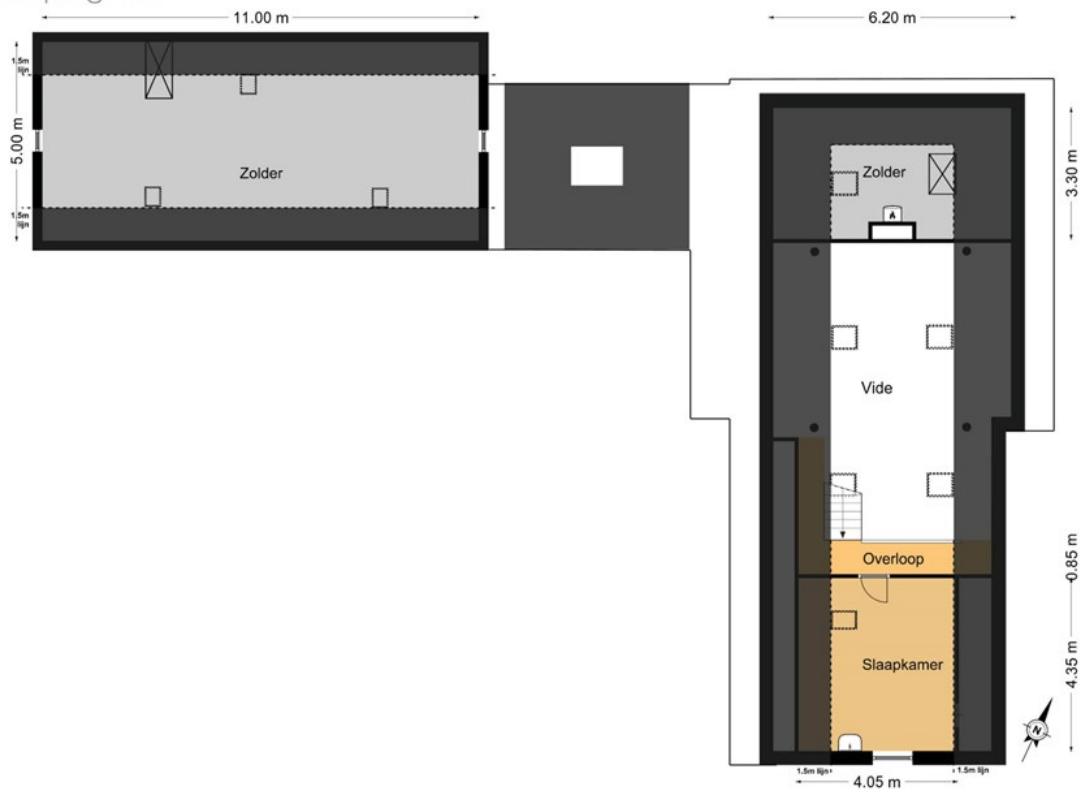 11.00 m
6.20 m
1.5m
lijn
5.00 m
Zolder
1.5m
lijn
Zolder
3.30 m
Vide
Overloop
0.85 m
Slaapkamer
4.35 m
N
1.5m lijn
4.05 m
1.5m lijn